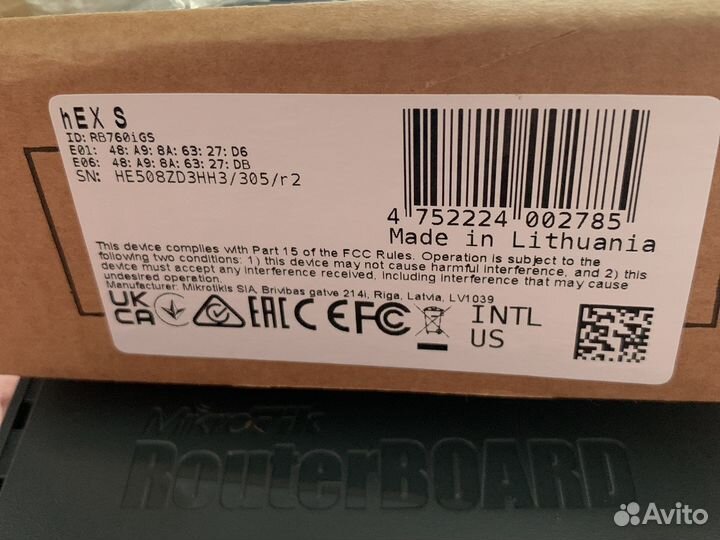 hEX S
ID: RB760iGS
E01: 48: A9: 8A: 63: 27: D6
E06: 48: A9: 8A: 63: 27: DB
SN: HE508ZD3HH3/305/r2
4 752224 002785
Made in Lithuania
This device complies with Part 15 of the FCC Rules. Operation is subject to the
following two conditions: 1) this device may not cause harmful interference, and 2) this
device must accept any interference received, including interference that may cause
undesired operation.
Manufacturer: Mikrotikls SIA, Brivibas gatve 214i, Riga, Latvia, LV1039
UK
CA
EAC CE FC
INTL
US
MikroTik
RouterBOARD
Avito